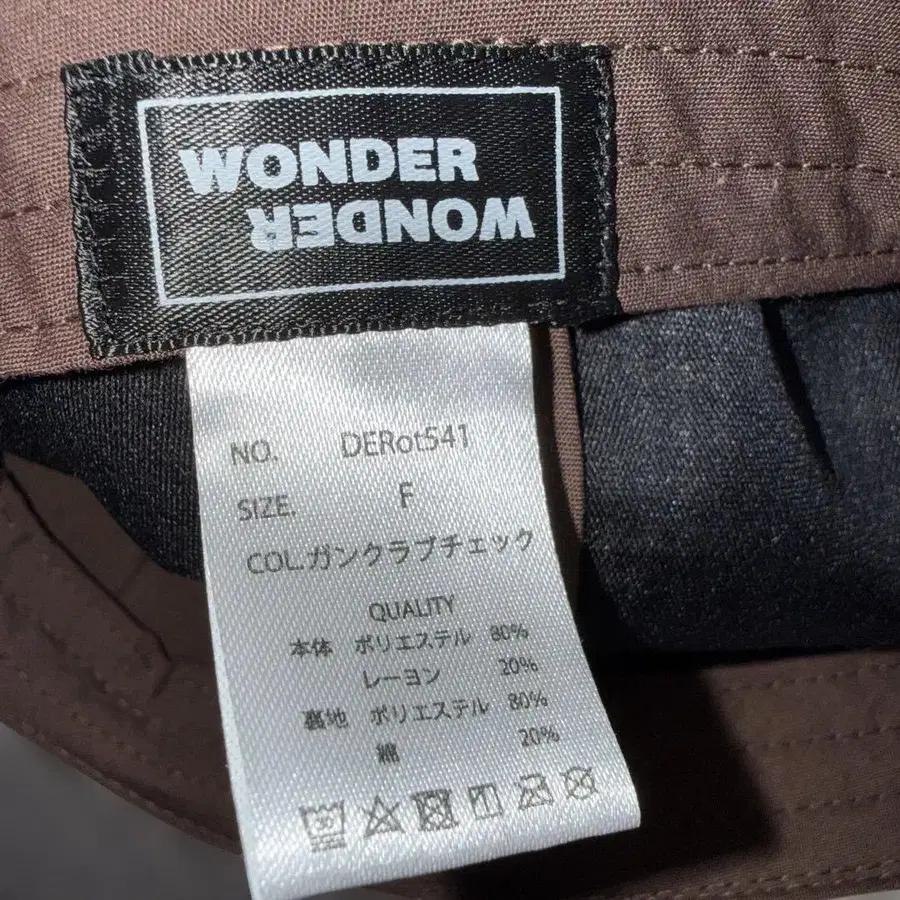 WONDER
WONDER
NO. DERot541
SIZE. F
COL.ガンクラブチェック
QUALITY
本体 ポリエステル 80%
レーヨン 20%
裏地 ポリエステル 80%
綿 20%